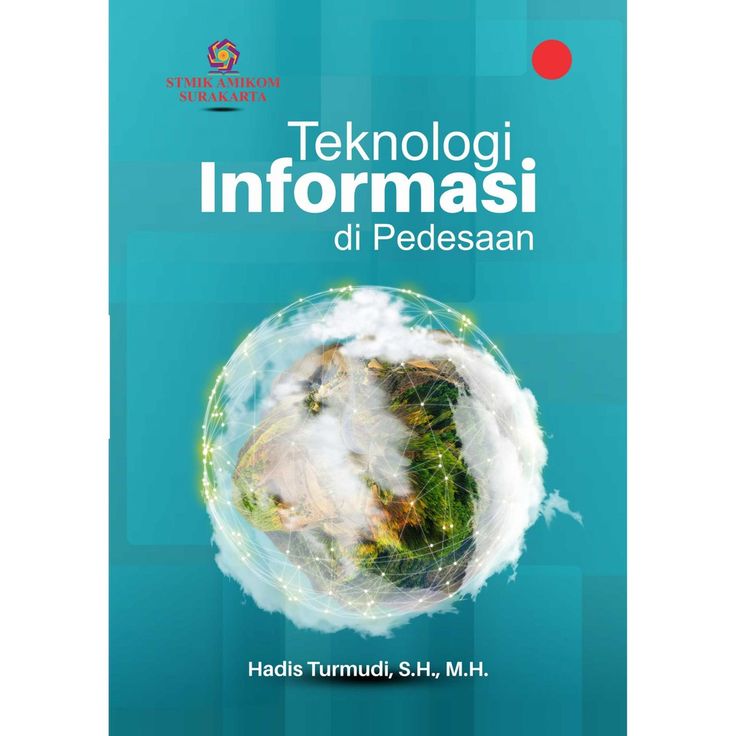 STMIK AMIKOM
SURAKARTA
Teknologi
Informasi
di Pedesaan
Hadis Turmudi, S.H., M.H.